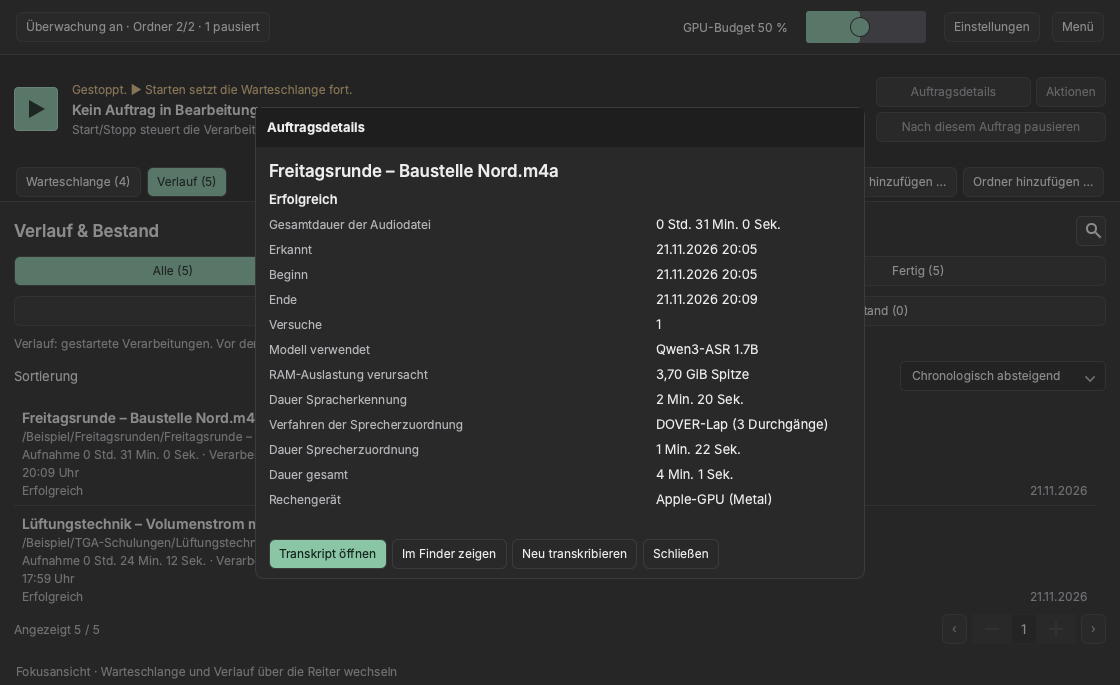 Überwachung an · Ordner 2/2 · 1 pausiert
GPU-Budget 50 %
Einstellungen
Menü
Gestoppt. ▶ Starten setzt die Warteschlange fort.
Kein Auftrag in Bearbeitung
Start/Stopp steuert die Verarbeit
Auftragsdetails
Aktionen
Nach diesem Auftrag pausieren
Warteschlange (4)
Verlauf (5)
hinzufügen ...
Ordner hinzufügen ...
Verlauf & Bestand
Alle (5)
Fertig (5)
tand (0)
Verlauf: gestartete Verarbeitungen. Vor de
Sortierung
Chronologisch absteigend
Freitagsrunde – Baustelle Nord.m4
/Beispiel/Freitagsrunden/Freitagsrunde –
Aufnahme 0 Std. 31 Min. 0 Sek. · Verarbe
20:09 Uhr
Erfolgreich
21.11.2026
Lüftungstechnik – Volumenstrom m
/Beispiel/TGA-Schulungen/Lüftungstechn
Aufnahme 0 Std. 24 Min. 12 Sek. · Verarb
17:59 Uhr
Erfolgreich
21.11.2026
Angezeigt 5 / 5
‹ — 1 + ›
Fokusansicht · Warteschlange und Verlauf über die Reiter wechseln
Auftragsdetails
Freitagsrunde – Baustelle Nord.m4a
Erfolgreich
Gesamtdauer der Audiodatei 0 Std. 31 Min. 0 Sek.
Erkannt 21.11.2026 20:05
Beginn 21.11.2026 20:05
Ende 21.11.2026 20:09
Versuche 1
Modell verwendet Qwen3-ASR 1.7B
RAM-Auslastung verursacht 3,70 GiB Spitze
Dauer Spracherkennung 2 Min. 20 Sek.
Verfahren der Sprecherzuordnung DOVER-Lap (3 Durchgänge)
Dauer Sprecherzuordnung 1 Min. 22 Sek.
Dauer gesamt 4 Min. 1 Sek.
Rechengerät Apple-GPU (Metal)
Transkript öffnen
Im Finder zeigen
Neu transkribieren
Schließen